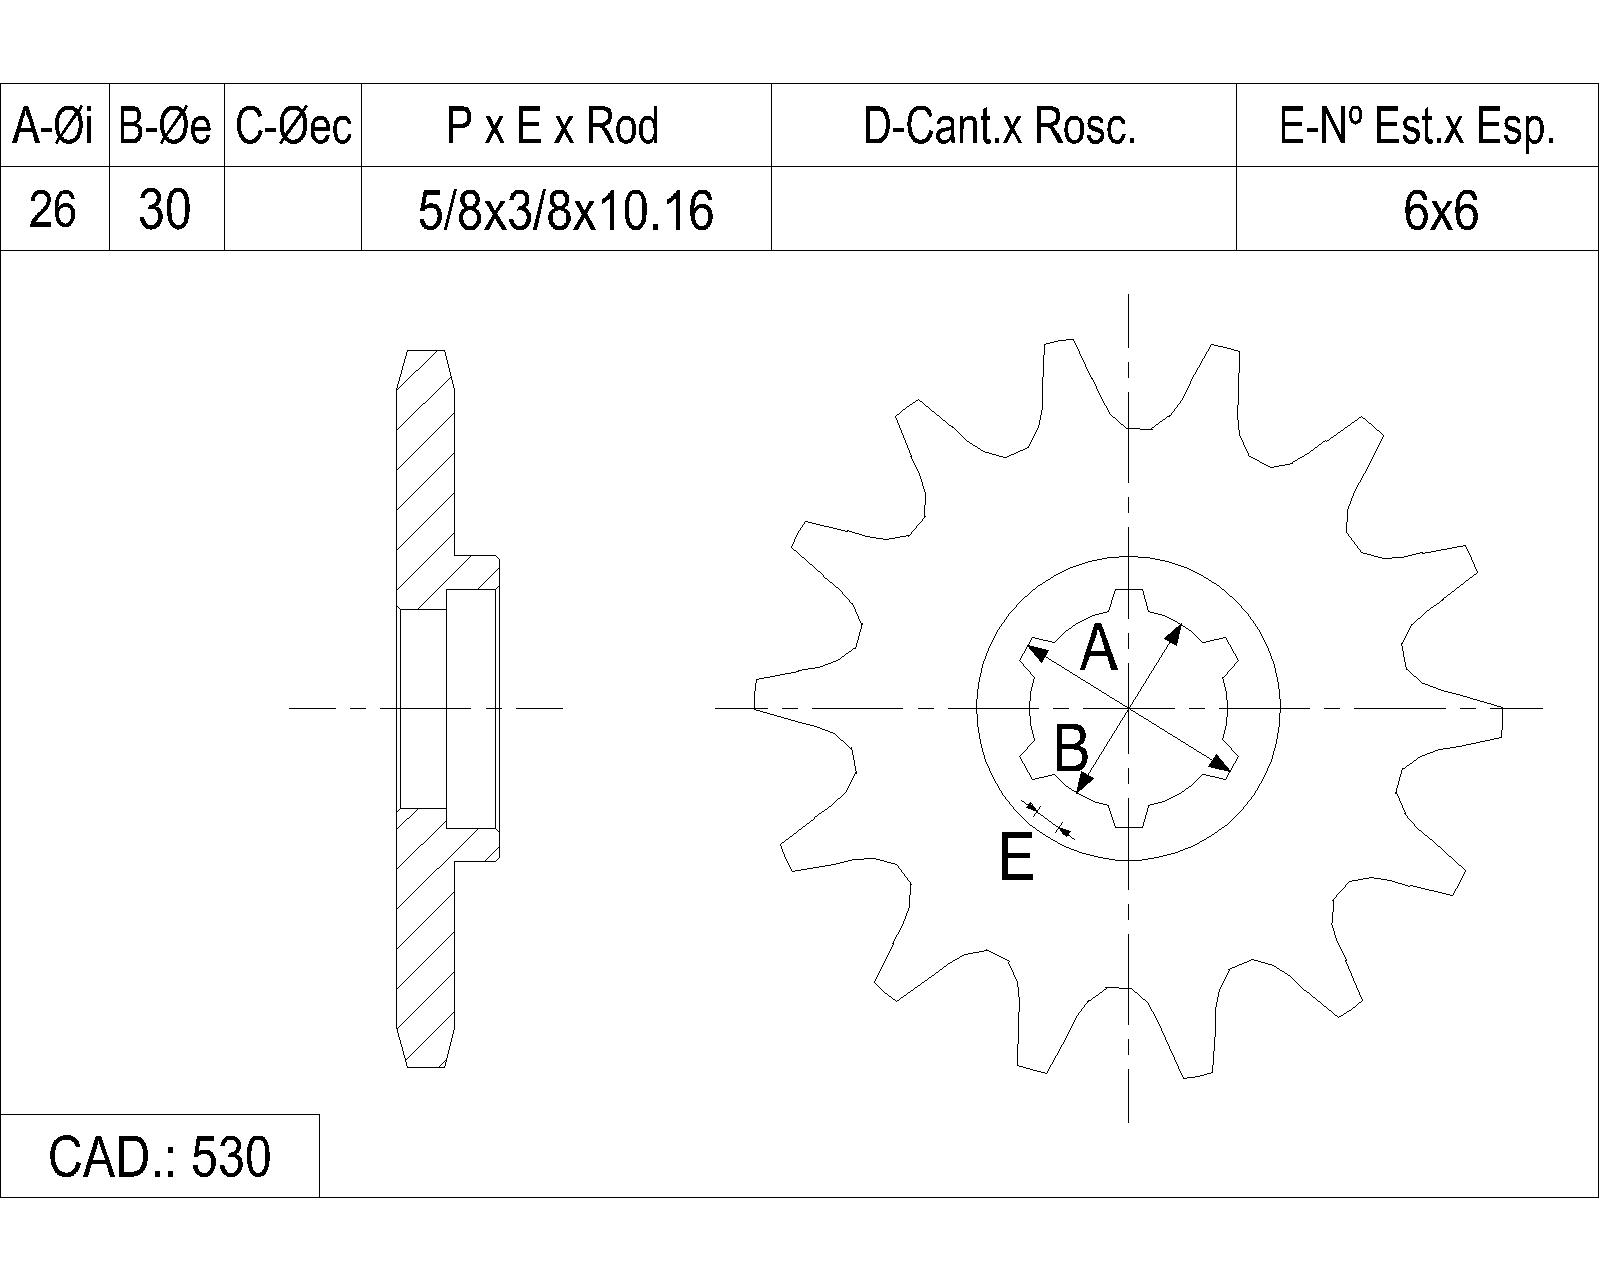 A-Øi B-Øe C-Øec P x E x Rod D-Cant.x Rosc. E-Nº Est.x Esp.
26 30 5/8x3/8x10.16 6x6
A
B
E
CAD.: 530